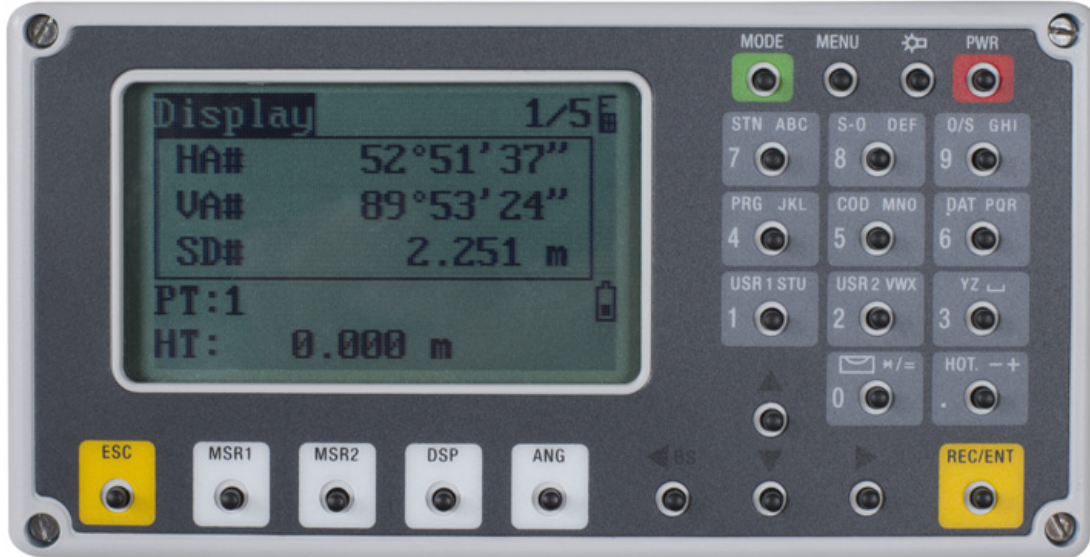 MODE MENU PWR
Display 1/5
HA# 52°51'37"
VA# 89°53'24"
SD# 2.251 m
PT:1
HT: 0.000 m
STN ABC S-O DEF O/S GHI
7 8 9
PRG JKL COD MNO DAT PQR
4 5 6
USR 1 STU USR 2 VWX YZ ⎵
1 2 3
*/= HOT. -+
0 .
ESC MSR1 MSR2 DSP ANG BS REC/ENT